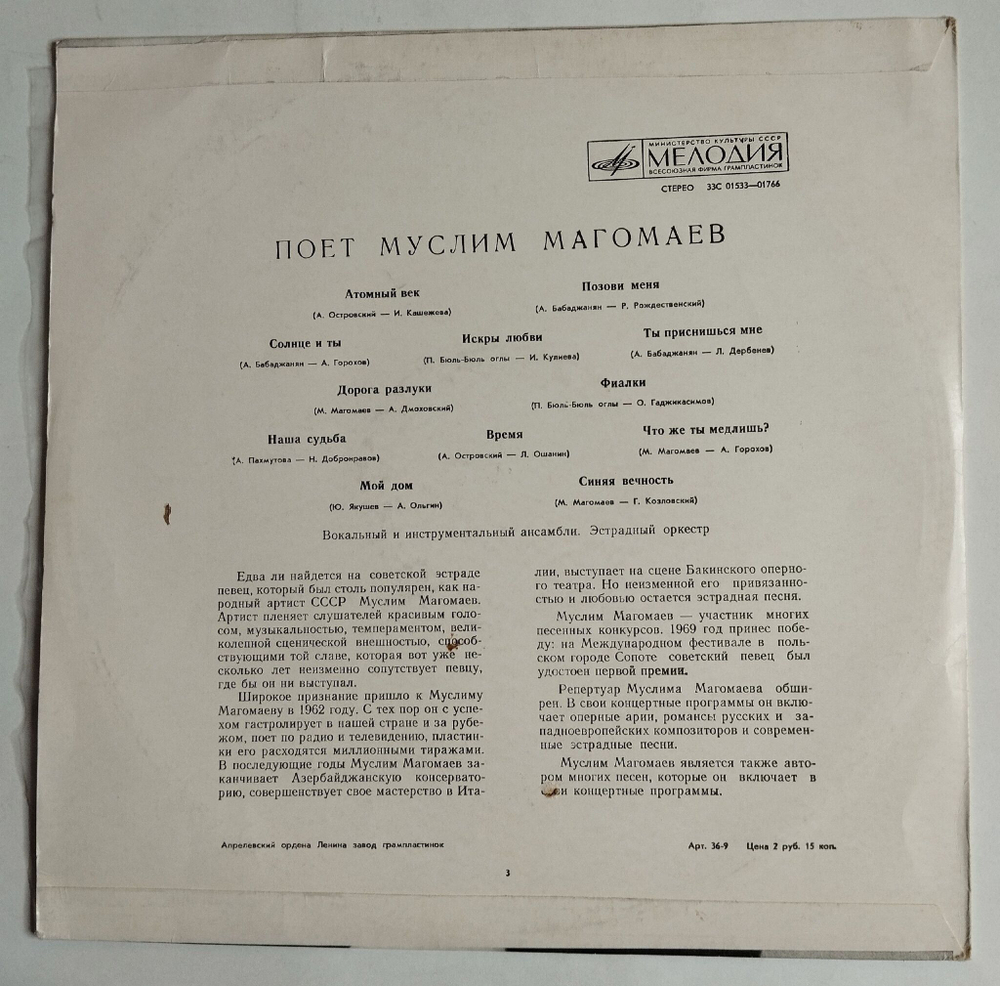 МИНИСТЕРСТВО КУЛЬТУРЫ СССР
МЕЛОДИЯ
ВСЕСОЮЗНАЯ ФИРМА ГРАМПЛАСТИНОК
СТЕРЕО 33С 01533—01766
ПОЕТ МУСЛИМ МАГОМАЕВ
Атомный век
(А. Островский — И. Кашежева)
Позови меня
(А. Бабаджанян — Р. Рождественский)
Солнце и ты
(А. Бабаджанян — А. Горохов)
Искры любви
(П. Бюль-Бюль оглы — И. Кулиева)
Ты приснишься мне
(А. Бабаджанян — Л. Дербенев)
Дорога разлуки
(М. Магомаев — А. Дмоховский)
Фиалки
(П. Бюль-Бюль оглы — О. Гаджикасимов)
Наша судьба
(А. Пахмутова — Н. Добронравов)
Время
(А. Островский — Л. Ошанин)
Что же ты медлишь?
(М. Магомаев — А. Горохов)
Мой дом
(Ю. Якушев — А. Ольгин)
Синяя вечность
(М. Магомаев — Г. Козловский)
Вокальный и инструментальный ансамбли. Эстрадный оркестр
Едва ли найдется на советской эстраде
певец, который был столь популярен, как на-
родный артист СССР Муслим Магомаев.
Артист пленяет слушателей красивым голо-
сом, музыкальностью, темпераментом, вели-
колепной сценической внешностью, способ-
ствующими той славе, которая вот уже не-
сколько лет неизменно сопутствует певцу,
где бы он ни выступал.
Широкое признание пришло к Муслиму
Магомаеву в 1962 году. С тех пор он с успе-
хом гастролирует в нашей стране и за рубе-
жом, поет по радио и телевидению, пластин-
ки его расходятся миллионными тиражами.
В последующие годы Муслим Магомаев за-
канчивает Азербайджанскую консервато-
рию, совершенствует свое мастерство в Ита-
лии, выступает на сцене Бакинского оперно-
го театра. Но неизменной его привязанно-
стью и любовью остается эстрадная песня.
Муслим Магомаев — участник многих
песенных конкурсов. 1969 год принес побе-
ду: на Международном фестивале в поль-
ском городе Сопоте советский певец был
удостоен первой премии.
Репертуар Муслима Магомаева обши-
рен. В свои концертные программы он вклю-
чает оперные арии, романсы русских и за-
падноевропейских композиторов и современ-
ные эстрадные песни.
Муслим Магомаев является также авто-
ром многих песен, которые он включает в
свои концертные программы.
Апрелевский ордена Ленина завод грампластинок
Арт. 36-9 Цена 2 руб. 15 коп.
3